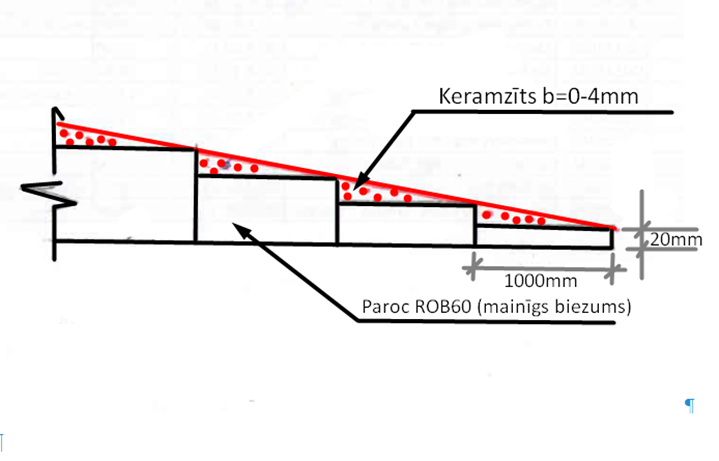 Keramzīts b=0-4mm
20mm
1000mm
Paroc ROB60 (mainīgs biezums)